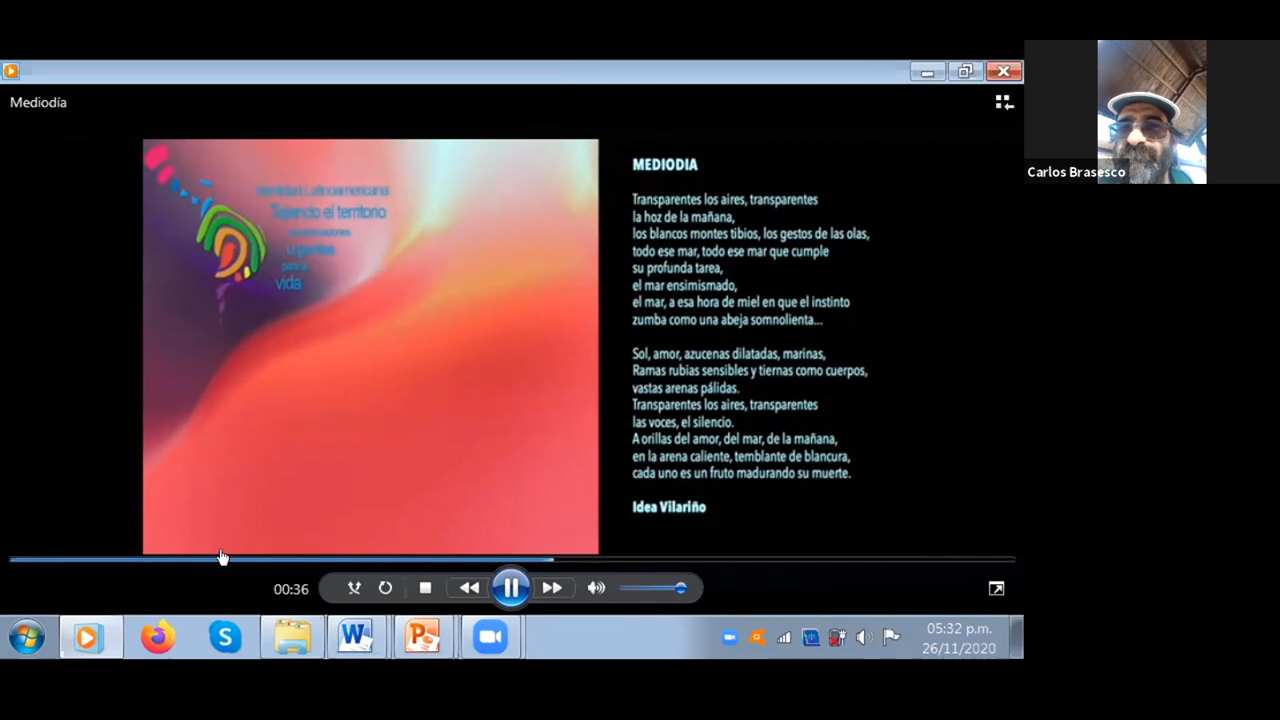 Mediodía
Identidad Latinoamericana
Tejiendo el territorio
Urgentes
para la
vida
MEDIODIA
Transparentes los aires, transparentes
la hoz de la mañana,
los blancos montes tibios, los gestos de las olas,
todo ese mar, todo ese mar que cumple
su profunda tarea,
el mar ensimismado,
el mar, a esa hora de miel en que el instinto
zumba como una abeja somnolienta...
Sol, amor, azucenas dilatadas, marinas,
Ramas rubias sensibles y tiernas como cuerpos,
vastas arenas pálidas.
Transparentes los aires, transparentes
las voces, el silencio.
A orillas del amor, del mar, de la mañana,
en la arena caliente, temblante de blancura,
cada uno es un fruto madurando su muerte.
Idea Vilariño
Carlos Brasesco
00:36
05:32 p.m.
26/11/2020